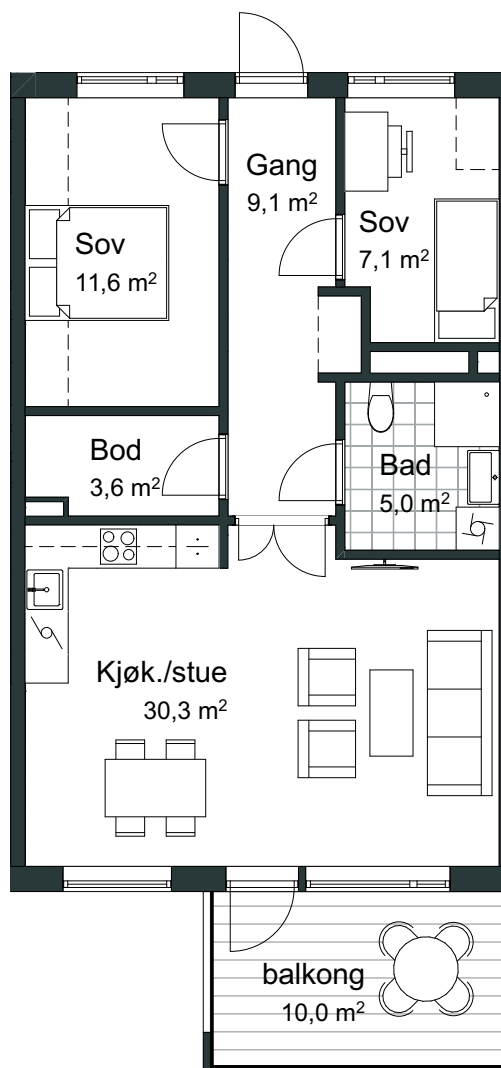 Gang
9,1 m²
Sov
11,6 m²
Sov
7,1 m²
Bod
3,6 m²
Bad
5,0 m²
Kjøk./stue
30,3 m²
balkong
10,0 m²